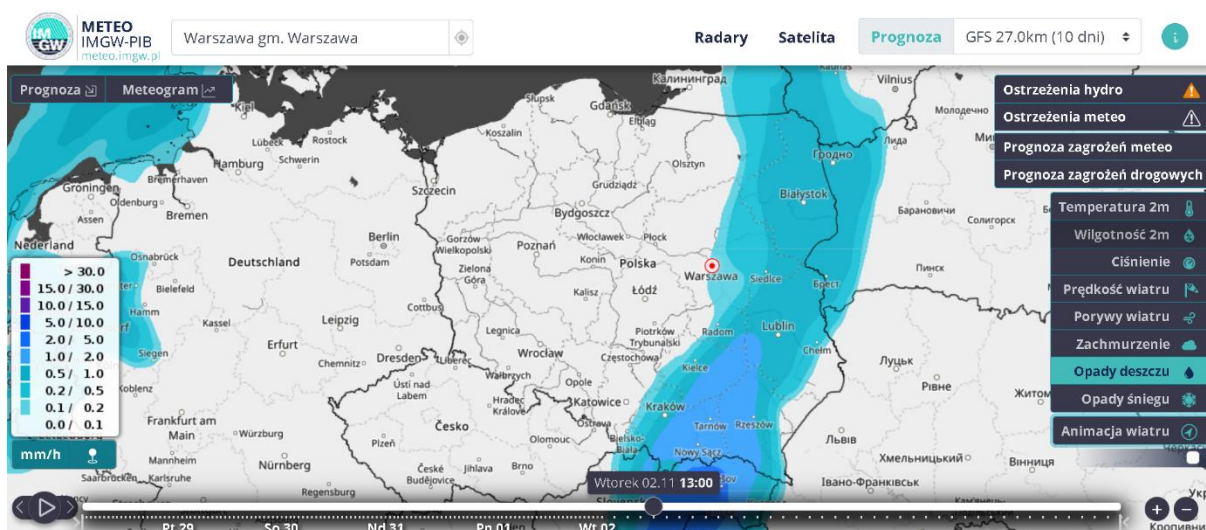 METEO
IMGW-PIB
meteo.imgw.pl
IMGW
Warszawa gm. Warszawa
Radary
Satelita
Prognoza
GFS 27.0km (10 dni)
Prognoza
Meteogram
Ostrzeżenia hydro
Ostrzeżenia meteo
Prognoza zagrożeń meteo
Prognoza zagrożeń drogowych
Temperatura 2m
Wilgotność 2m
Ciśnienie
Prędkość wiatru
Porywy wiatru
Zachmurzenie
Opady deszczu
Opady śniegu
Animacja wiatru
> 30.0
15.0 / 30.0
10.0 / 15.0
5.0 / 10.0
2.0 / 5.0
1.0 / 2.0
0.5 / 1.0
0.2 / 0.5
0.1 / 0.2
0.0 / 0.1
mm/h
Калининград
Vilnius
Kaunas
Kiel
Słupsk
Gdańsk
Elbląg
Молодечно
Lübeck
Rostock
Koszalin
Лида
Hamburg
Schwerin
Olsztyn
Гродно
Groningen
Bremerhaven
Szczecin
Grudziądz
Białystok
Oldenburg
Assen
Bremen
Bydgoszcz
Барановичи
Солигорск
Nederland
Berlin
Gorzów
Wielkopolski
Poznań
Włocławek
Płock
Osnabrück
Deutschland
Potsdam
Zielona
Góra
Konin
Polska
Warszawa
Siedlce
Брест
Пинск
Bielefeld
Kalisz
Łódź
Hamm
Cottbus
Kassel
Leipzig
Legnica
Piotrków
Trybunalski
Radom
Lublin
Siegen
Erfurt
Chemnitz
Dresden
Liberec
Wrocław
Częstochowa
Kielce
Chełm
Луцьк
Рівне
Wałbrzych
Opole
Koblenz
Ústí nad
Labem
Hradec
Králové
Katowice
Kraków
Житом
Frankfurt am
Main
Würzburg
Plzeň
Česko
Ostrava
Olomouc
Bielsko-
Biała
Tarnów
Rzeszów
Львів
Mannheim
Nürnberg
České
Budějovice
Jihlava
Brno
Nowy Sącz
Хмельницький
Вінниця
Saarbrücken
Karlsruhe
Regensburg
Івано-Франківськ
Wtorek 02.11 13:00
Pt 29
So 30
Nd 31
Pn 01
Wt 02